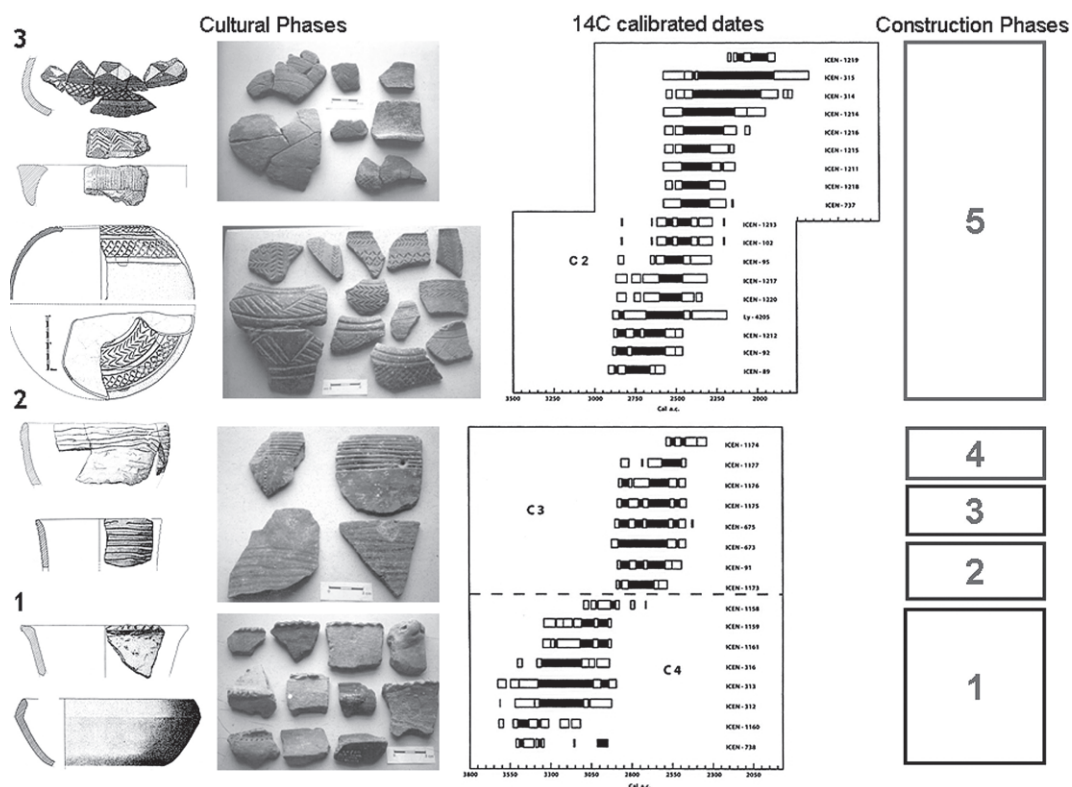 Cultural Phases 14C calibrated dates Construction Phases
3
2
1
ICEN - 1219
ICEN - 315
ICEN - 314
ICEN - 1214
ICEN - 1216
ICEN - 1215
ICEN - 1211
ICEN - 1218
ICEN - 737
ICEN - 1213
ICEN - 102
C 2 ICEN - 95
ICEN - 1217
ICEN - 1220
Ly - 4205
ICEN - 1212
ICEN - 92
ICEN - 89
3500 3250 3000 2750 2500 2250 2000
Cal a.c.
ICEN - 1174
ICEN - 1177
ICEN - 1176
C 3 ICEN - 1175
ICEN - 675
ICEN - 673
ICEN - 91
ICEN - 1173
ICEN - 1158
ICEN - 1159
ICEN - 1161
C 4 ICEN - 316
ICEN - 313
ICEN - 312
ICEN - 1160
ICEN - 738
3800 3550 3300 3050 2800 2550 2300 2050
Cal a.c.
5
4
3
2
1